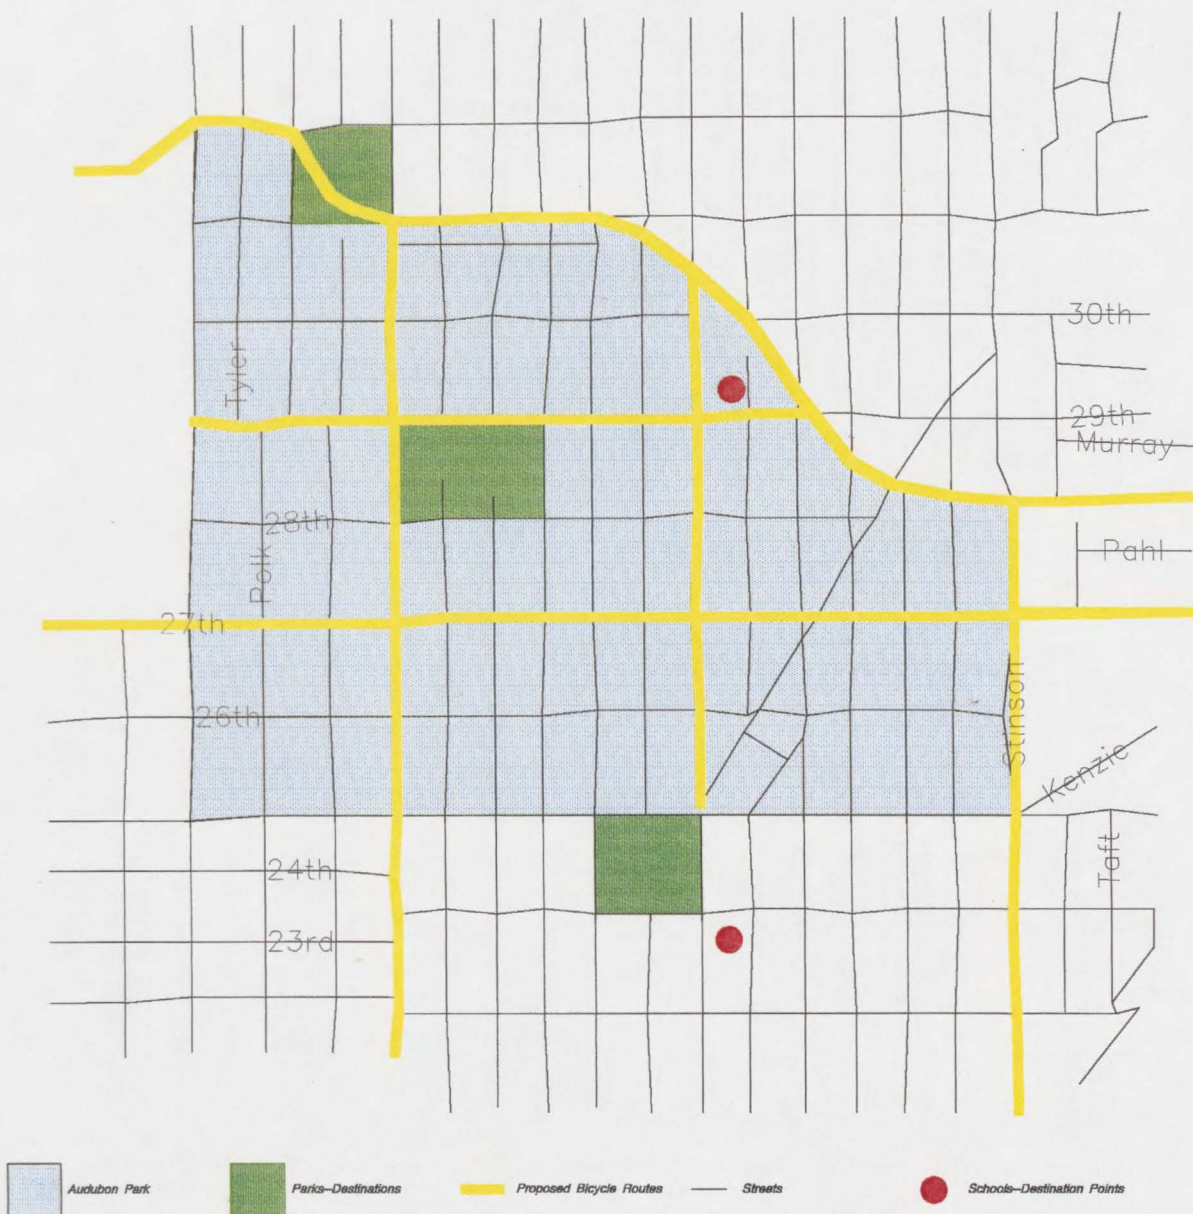 30th
Tyler
29th
Murray
28th
Pahl
Polk
27th
Stinson
26th
Kenzie
Taft
24th
23rd
Audubon Park
Parks-Destinations
Proposed Bicycle Routes
Streets
Schools-Destination Points